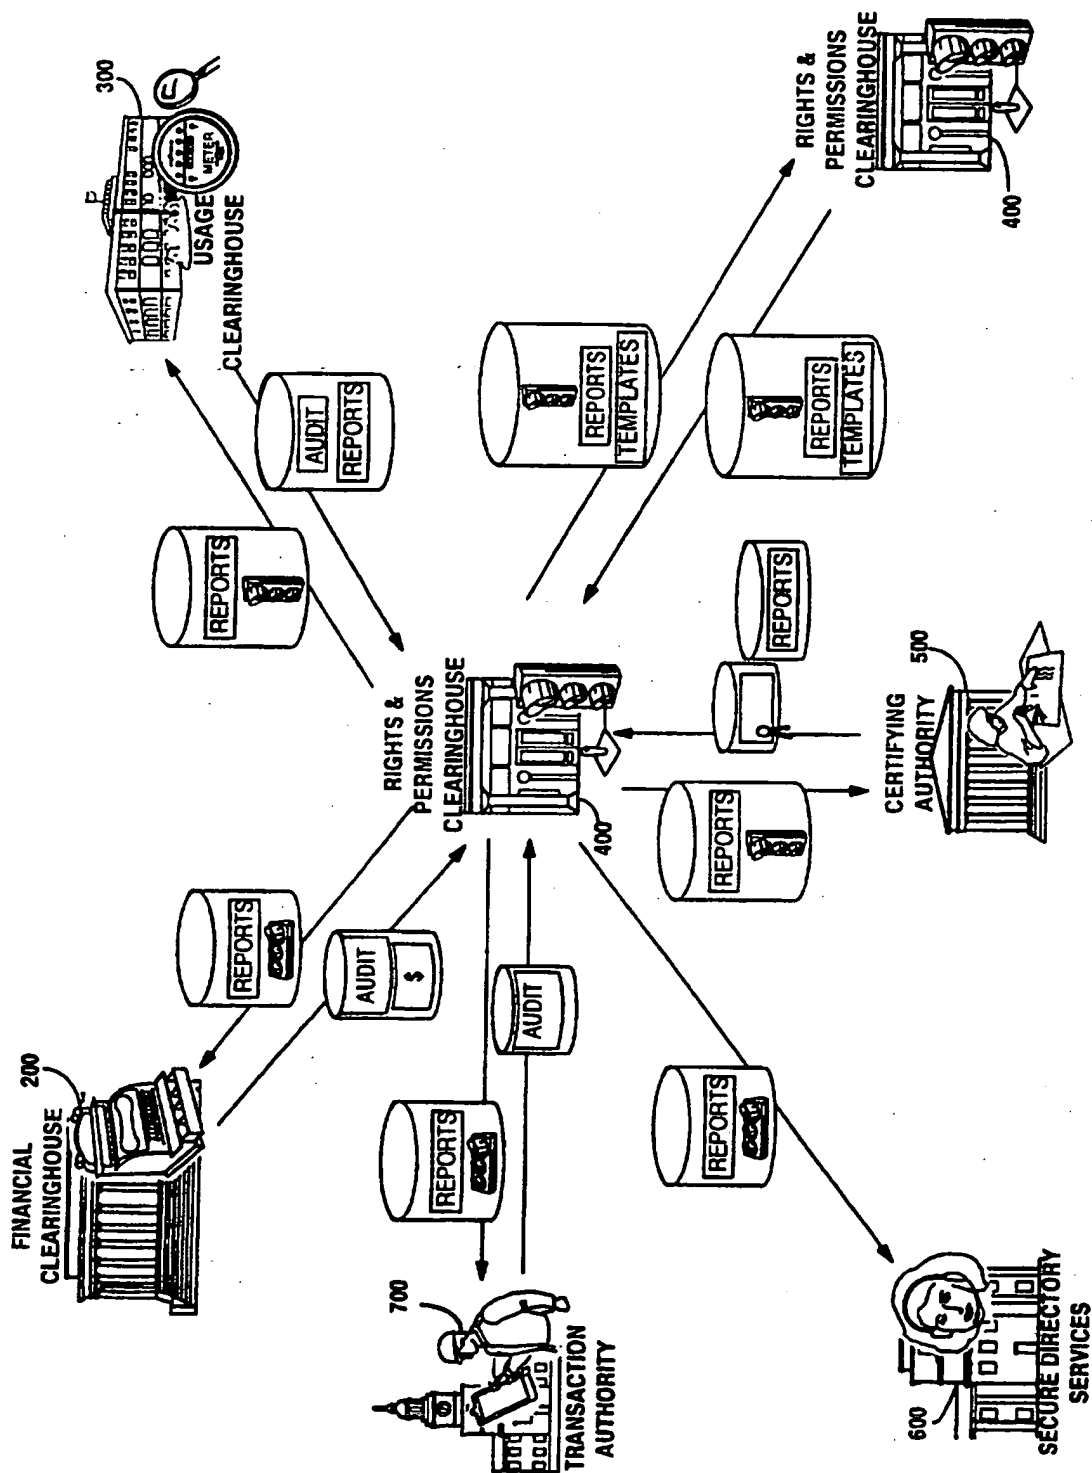 FINANCIAL
CLEARINGHOUSE
200
300
METER
USAGE
CLEARINGHOUSE
REPORTS
REPORTS
AUDIT
REPORTS
AUDIT
$
RIGHTS &
PERMISSIONS
CLEARINGHOUSE
400
700
TRANSACTION
AUTHORITY
REPORTS
AUDIT
REPORTS
TEMPLATES
REPORTS
TEMPLATES
REPORTS
REPORTS
REPORTS
RIGHTS &
PERMISSIONS
CLEARINGHOUSE
400
CERTIFYING
AUTHORITY
500
600
SECURE DIRECTORY
SERVICES